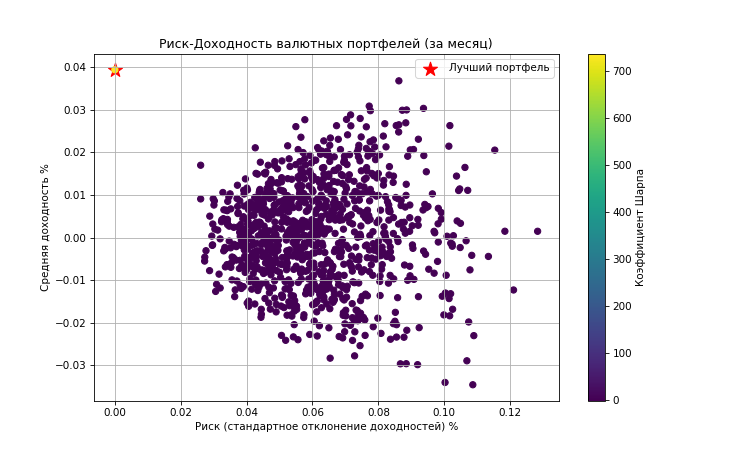 Риск-Доходность валютных портфелей (за месяц)
Лучший портфель
Средняя доходность %
0.04
0.03
0.02
0.01
0.00
−0.01
−0.02
−0.03
0.00 0.02 0.04 0.06 0.08 0.10 0.12
Риск (стандартное отклонение доходностей) %
700
600
500
400
300
200
100
0
Коэффициент Шарпа